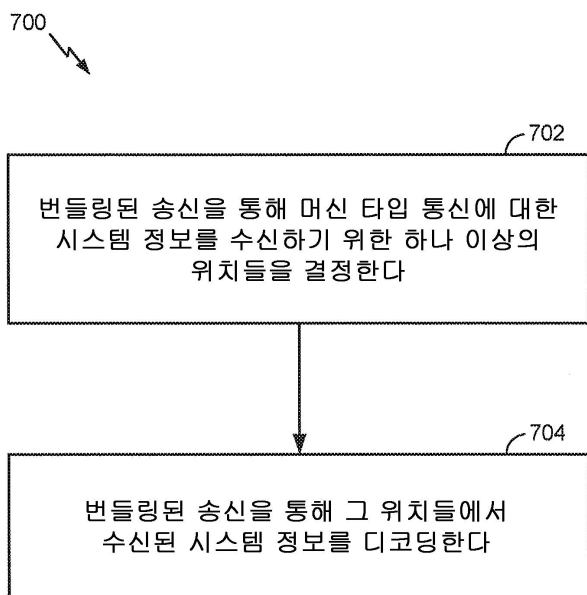 700
702
번들링된 송신을 통해 머신 타입 통신에 대한
시스템 정보를 수신하기 위한 하나 이상의
위치들을 결정한다
704
번들링된 송신을 통해 그 위치들에서
수신된 시스템 정보를 디코딩한다